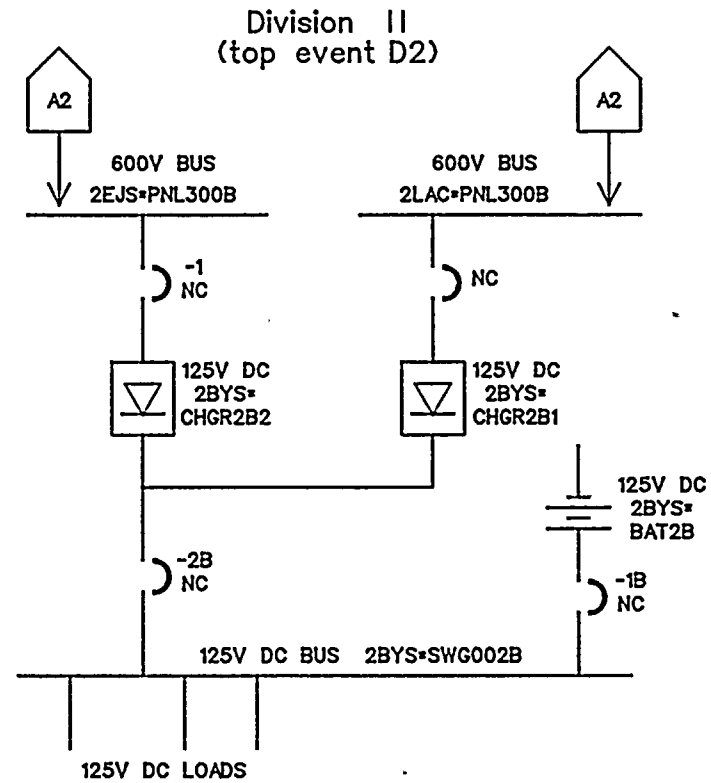 Division II
(top event D2)
A2
A2
600V BUS
2EJS*PNL300B
600V BUS
2LAC*PNL300B
-1
NC
NC
125V DC
2BYS*
CHGR2B2
125V DC
2BYS*
CHGR2B1
125V DC
2BYS*
BAT2B
-2B
NC
-1B
NC
125V DC BUS 2BYS*SWG002B
125V DC LOADS